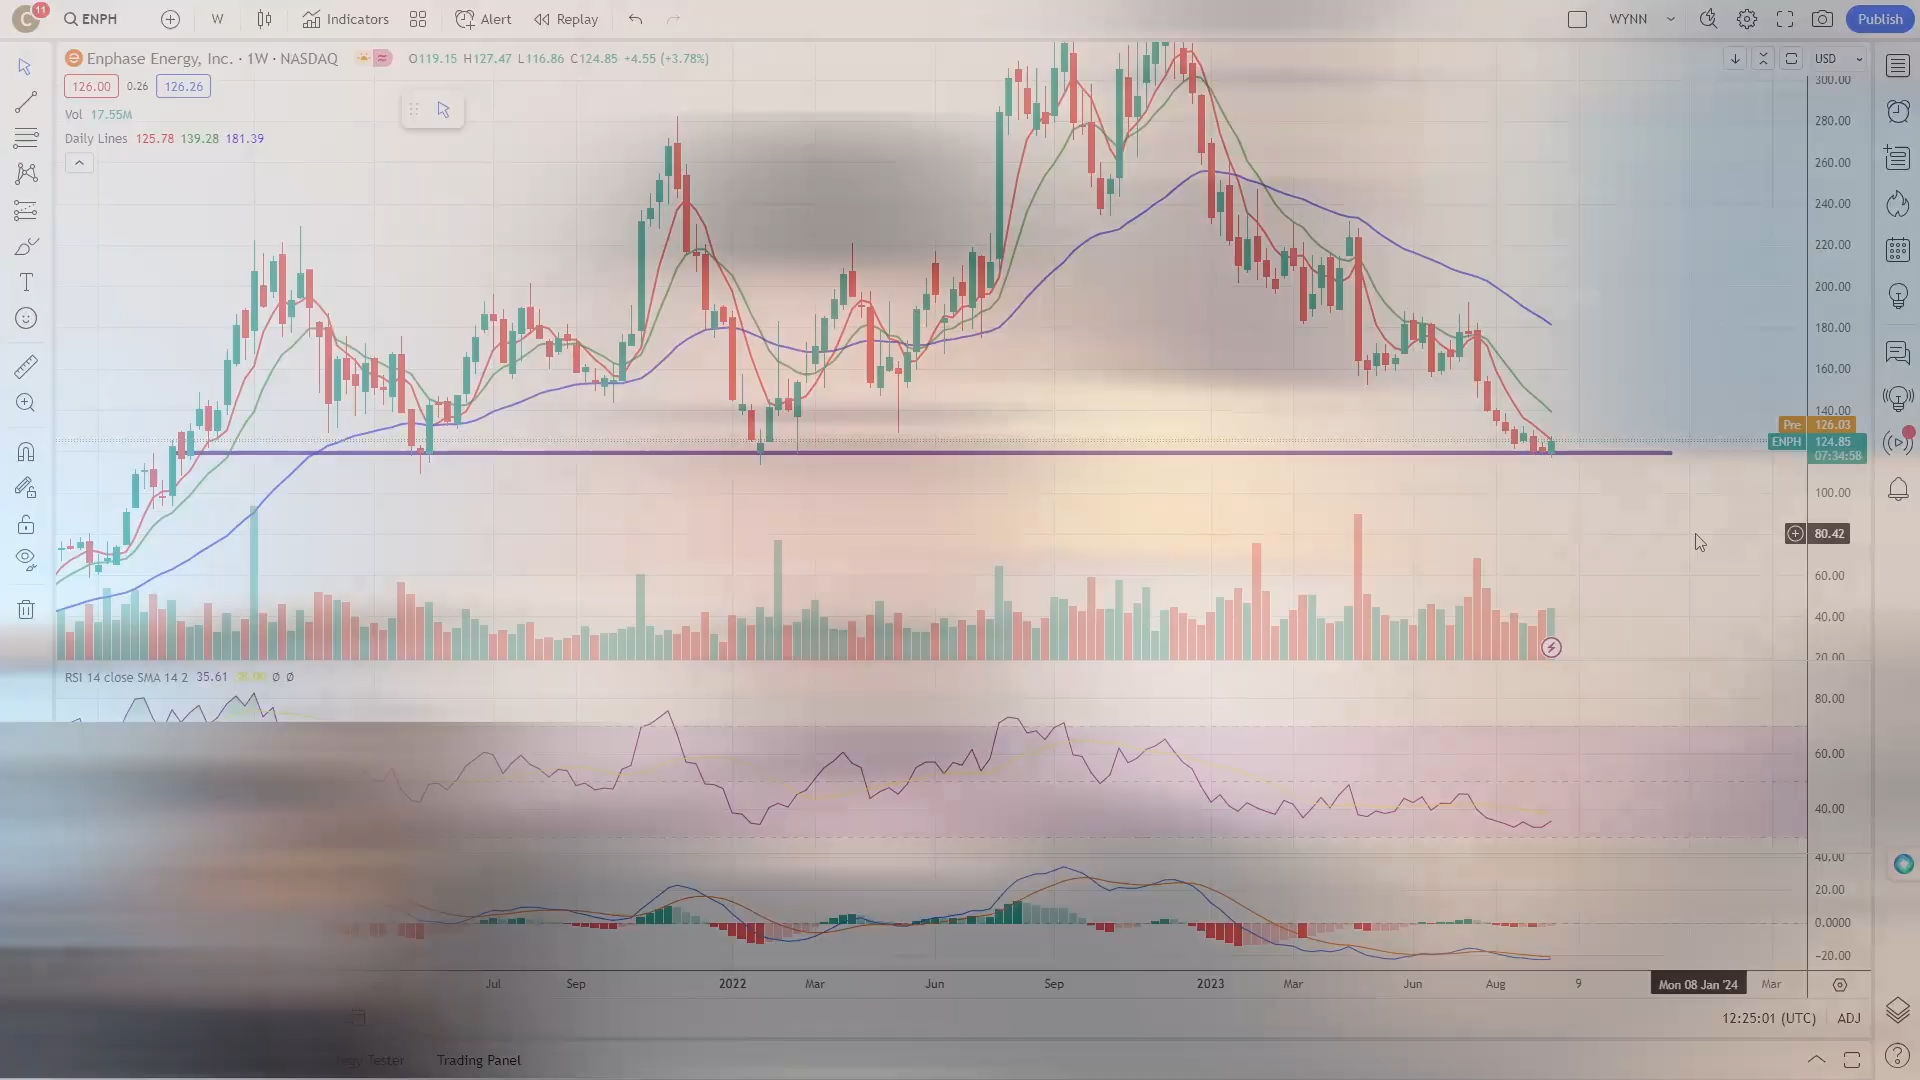 C 11 ENPH W Indicators Alert Replay WYNN Publish
Enphase Energy, Inc. · 1W · NASDAQ O119.15 H127.47 L116.86 C124.85 +4.55 (+3.78%) USD
300.00
126.00 0.26 126.26
Vol 17.55M
280.00
Daily Lines 125.78 139.28 181.39
260.00
240.00
220.00
200.00
180.00
160.00
140.00
Pre 126.03
ENPH 124.85
07:34:58
100.00
80.42
60.00
40.00
20.00
RSI 14 close SMA 14 2 35.61 Ø Ø
80.00
60.00
40.00
40.00
20.00
0.0000
−20.00
Jul Sep 2022 Mar Jun Sep 2023 Mar Jun Aug 9 Mon 08 Jan '24 Mar
12:25:01 (UTC) ADJ
Tester Trading Panel